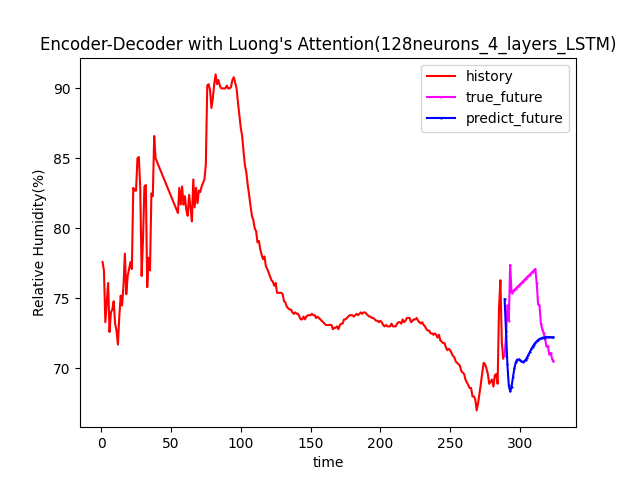 Encoder-Decoder with Luong's Attention(128neurons_4_layers_LSTM)
history
true_future
predict_future
Relative Humidity(%)
90
85
80
75
70
0 50 100 150 200 250 300
time